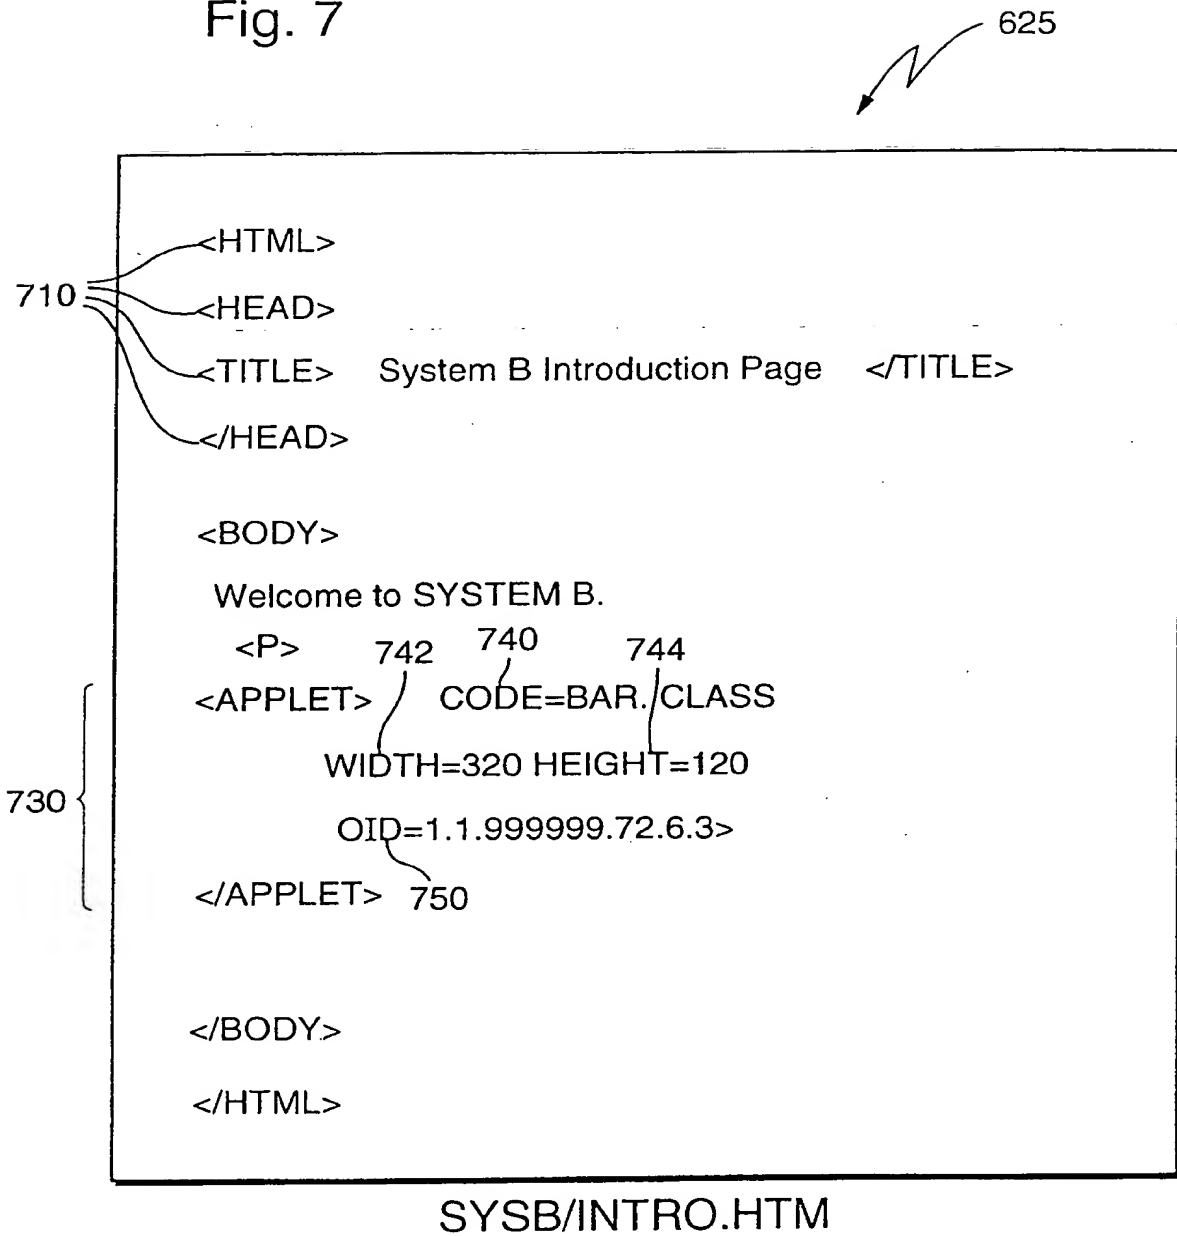 Fig. 7
625
<HTML>
710
<HEAD>
<TITLE> System B Introduction Page </TITLE>
</HEAD>
<BODY>
Welcome to SYSTEM B.
<P> 742 740 744
<APPLET> CODE=BAR./CLASS
WIDTH=320 HEIGHT=120
730
OID=1.1.999999.72.6.3>
</APPLET> 750
</BODY>
</HTML>
SYSB/INTRO.HTM